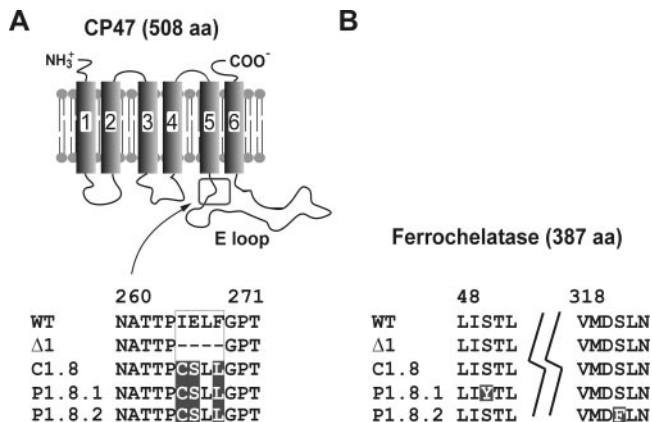 A
CP47 (508 aa)
NH3+ COO-
1 2 3 4 5 6
E loop
260 271
WT NATTPIELFGPT
Δ1 NATTP----GPT
C1.8 NATTPCSLLGPT
P1.8.1 NATTPCSLLGPT
P1.8.2 NATTPCSLLGPT
B
Ferrochelatase (387 aa)
48 318
WT LISTL VMDSLN
Δ1 LISTL VMDSLN
C1.8 LISTL VMDSLN
P1.8.1 LIYTL VMDSLN
P1.8.2 LISTL VMDFLN